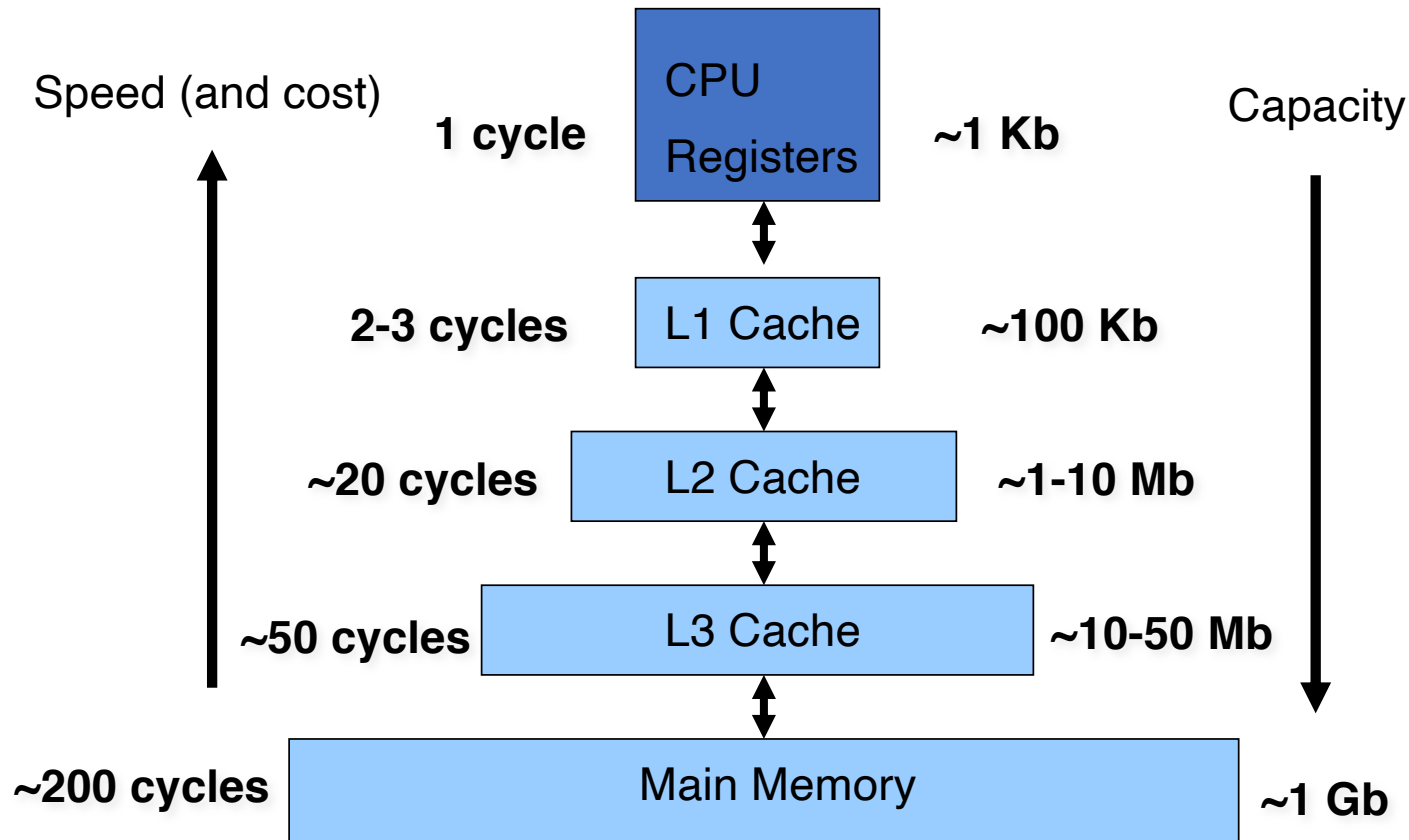 CPU
Speed (and cost)
Capacity
1 cycle
~1 Kb
Registers
2-3 cycles
L1 Cache
~100 Kb
~20 cycles
L2 Cache
~1-10 Mb
~50 cycles
L3 Cache
~10-50 Mb
~200 cycles
Main Memory
~1 Gb